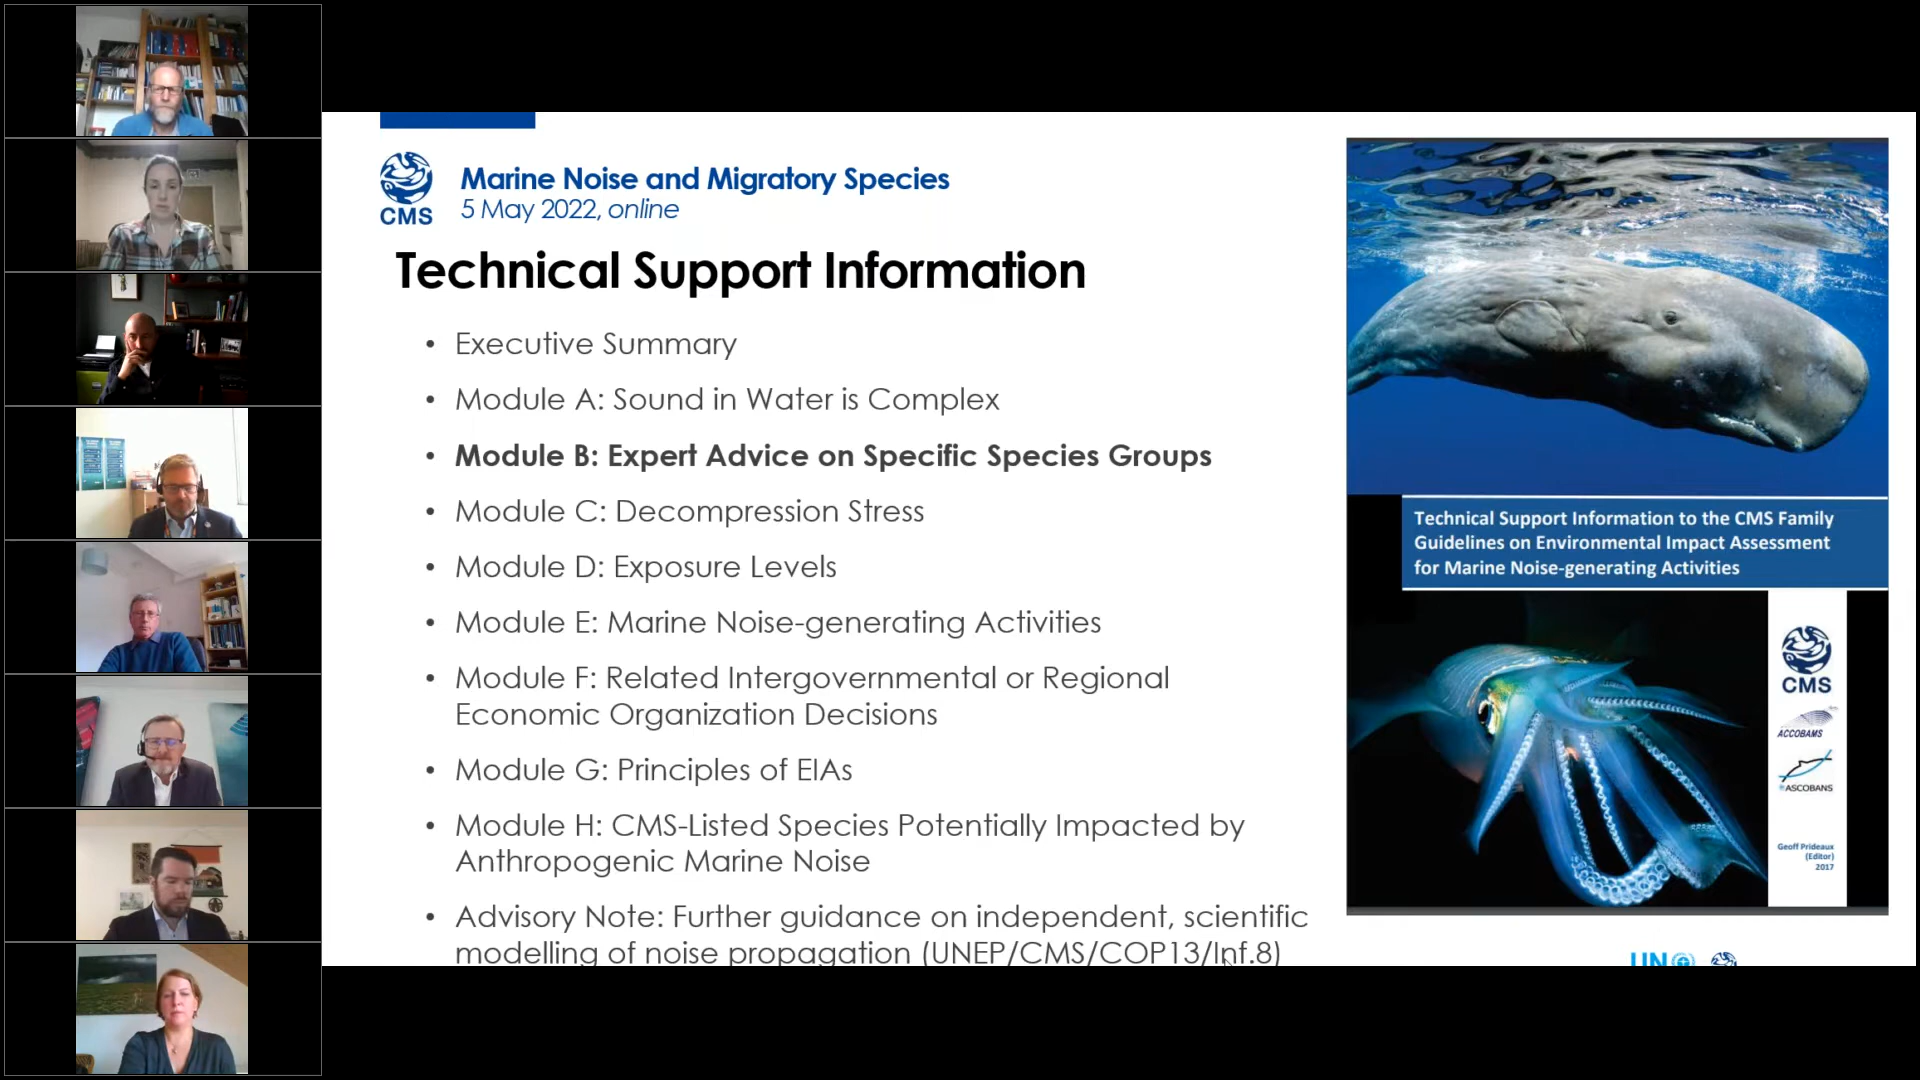 CMS
Marine Noise and Migratory Species
5 May 2022, online
Technical Support Information
• Executive Summary
• Module A: Sound in Water is Complex
• Module B: Expert Advice on Specific Species Groups
• Module C: Decompression Stress
• Module D: Exposure Levels
• Module E: Marine Noise-generating Activities
• Module F: Related Intergovernmental or Regional
Economic Organization Decisions
• Module G: Principles of EIAs
• Module H: CMS-Listed Species Potentially Impacted by
Anthropogenic Marine Noise
• Advisory Note: Further guidance on independent, scientific
modelling of noise propagation (UNEP/CMS/COP13/Inf.8)
Technical Support Information to the CMS Family
Guidelines on Environmental Impact Assessment
for Marine Noise-generating Activities
CMS
ACCOBAMS
ASCOBANS
Geoff Prideaux
(Editor)
2017
UN